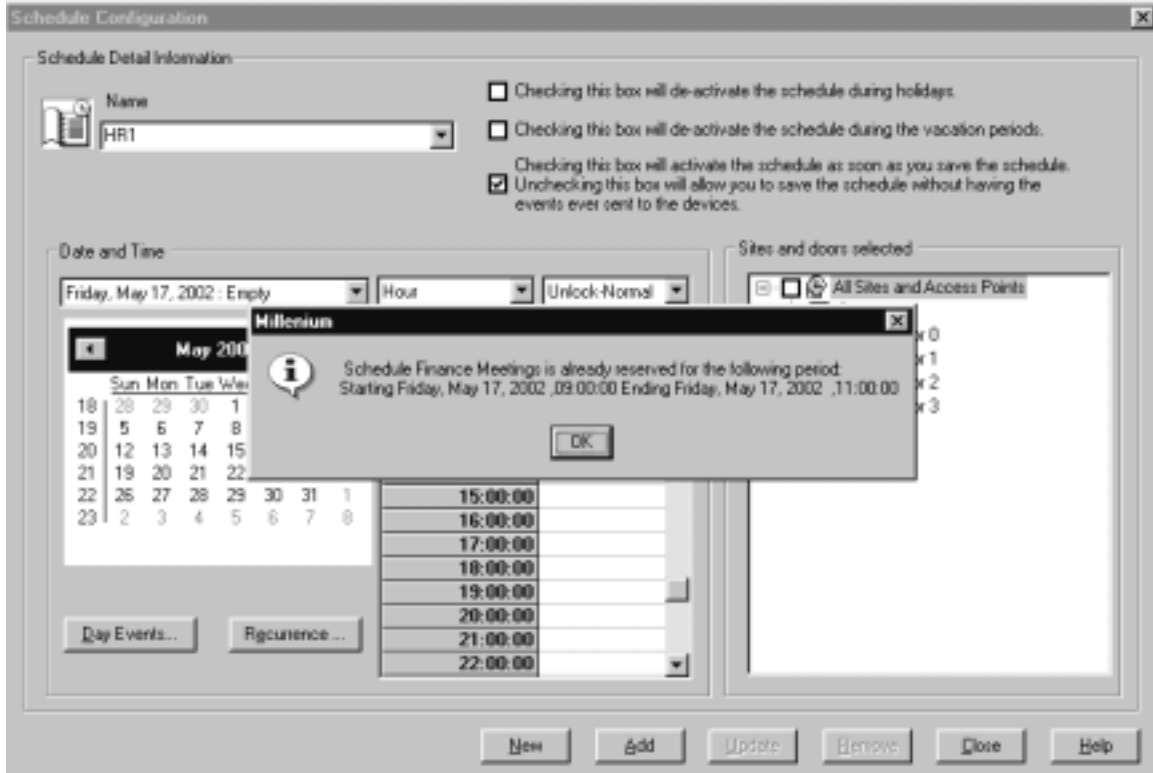 Schedule Configuration
Schedule Detail Information
Name
HR1
Checking this box will de-activate the schedule during holidays.
Checking this box will de-activate the schedule during the vacation periods.
Checking this box will activate the schedule as soon as you save the schedule.
Unchecking this box will allow you to save the schedule without having the
events ever sent to the devices.
Date and Time
Friday, May 17, 2002 : Empty
Hour
Unlock-Normal
Sites and doors selected
All Sites and Access Points
r 0
r 1
r 2
r 3
Millenium
Schedule Finance Meetings is already reserved for the following period:
Starting Friday, May 17, 2002 ,09:00:00 Ending Friday, May 17, 2002 ,11:00:00
OK
May 200
Sun Mon Tue Wed
18 28 29 30 1
19 5 6 7 8
20 12 13 14 15
21 19 20 21 22
22 26 27 28 29 30 31 1
23 2 3 4 5 6 7 8
15:00:00
16:00:00
17:00:00
18:00:00
19:00:00
20:00:00
21:00:00
22:00:00
Day Events...
Recurrence ...
New
Add
Update
Remove
Close
Help